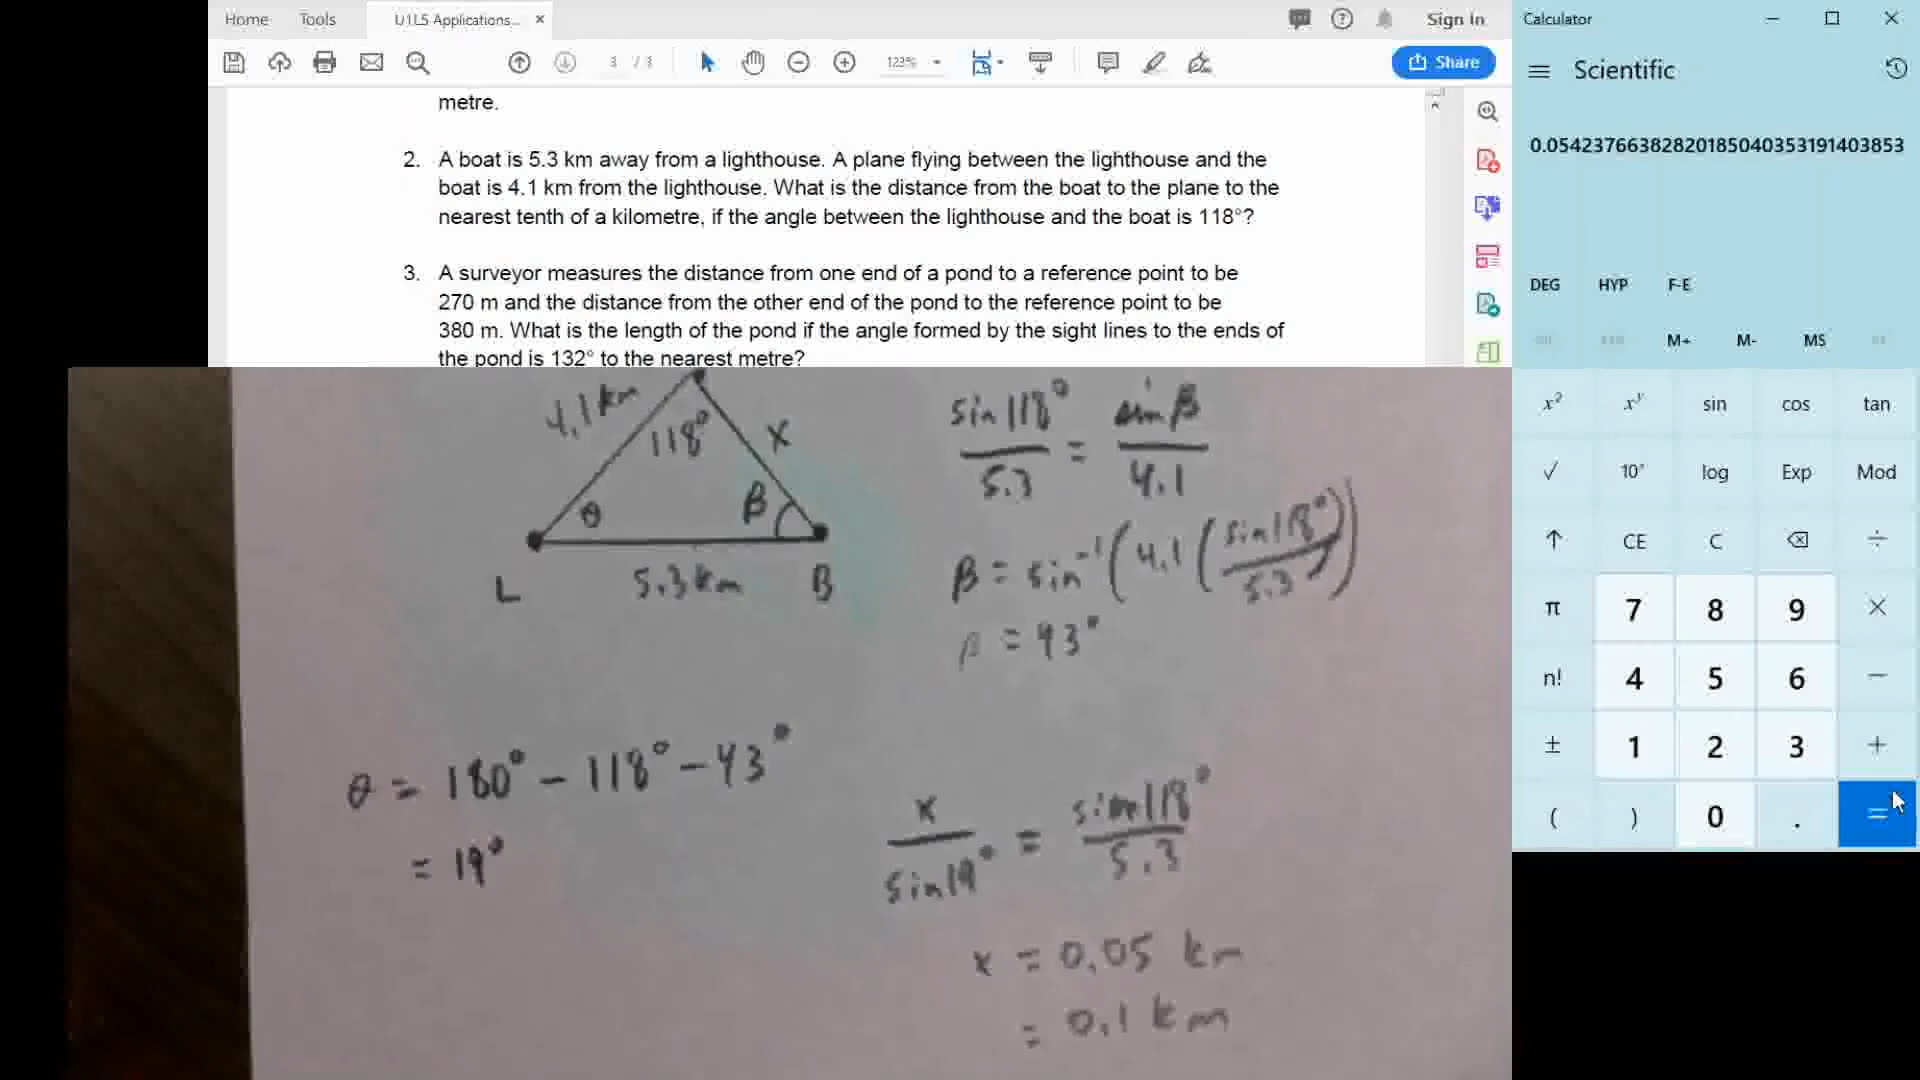 Home Tools U1L5 Applications... × Sign In
3 / 3 123% Share
metre.
2. A boat is 5.3 km away from a lighthouse. A plane flying between the lighthouse and the
boat is 4.1 km from the lighthouse. What is the distance from the boat to the plane to the
nearest tenth of a kilometre, if the angle between the lighthouse and the boat is 118°?
3. A surveyor measures the distance from one end of a pond to a reference point to be
270 m and the distance from the other end of the pond to the reference point to be
380 m. What is the length of the pond if the angle formed by the sight lines to the ends of
the pond is 132° to the nearest metre?
4.1 km
118°
x
θ
β
L
5.3 km
B
sin 118° / 5.3 = sin β / 4.1
β = sin⁻¹ ( 4.1 ( sin 118° / 5.3 ) )
β = 43°
θ = 180° - 118° - 43°
= 19°
x / sin 19° = sin 118° / 5.3
x = 0.05 km
= 0.1 km
Calculator
Scientific
0.05423766382820185040353191403853
DEG HYP F-E
M+ M- MS
x² xʸ sin cos tan
√ 10ˣ log Exp Mod
↑ CE C ⌫ ÷
π 7 8 9 ×
n! 4 5 6 −
± 1 2 3 +
( ) 0 . =